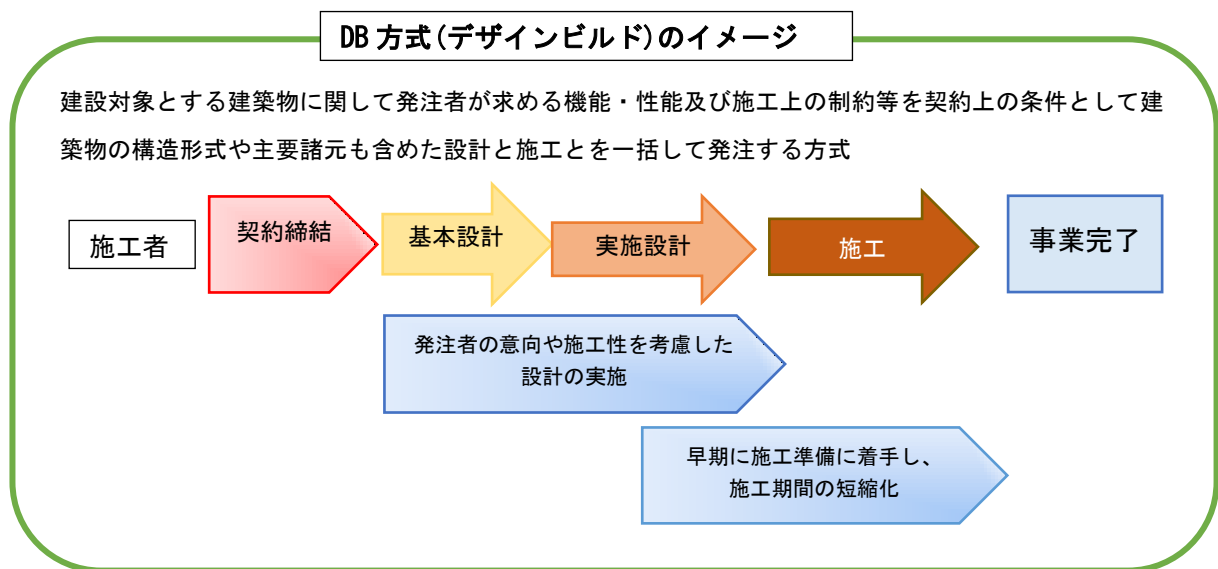 DB方式(デザインビルド)のイメージ
建設対象とする建築物に関して発注者が求める機能・性能及び施工上の制約等を契約上の条件として建
築物の構造形式や主要諸元も含めた設計と施工とを一括して発注する方式
施工者
契約締結
基本設計
実施設計
施工
事業完了
発注者の意向や施工性を考慮した
設計の実施
早期に施工準備に着手し、
施工期間の短縮化